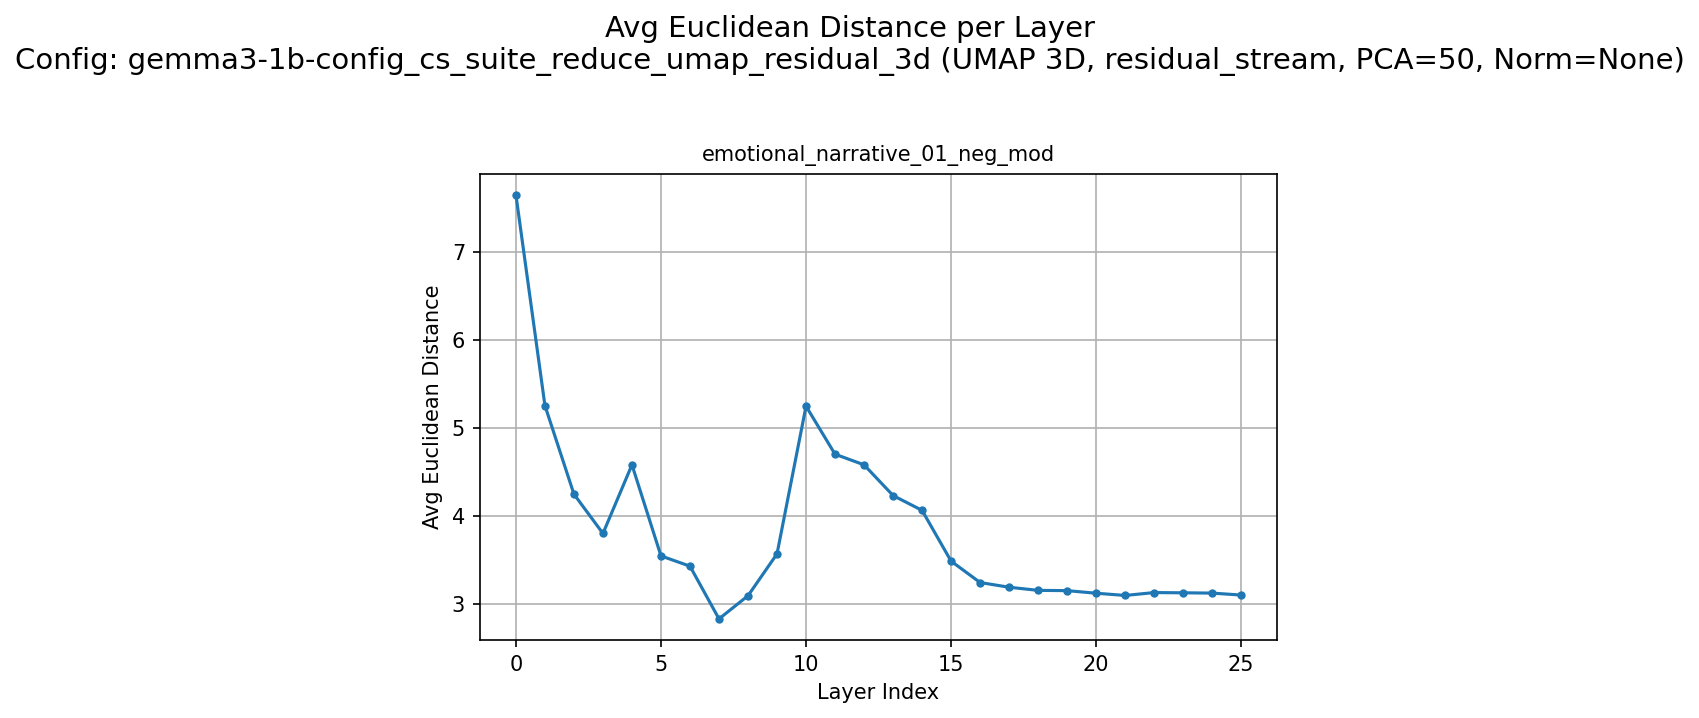 Avg Euclidean Distance per Layer
Config: gemma3-1b-config_cs_suite_reduce_umap_residual_3d (UMAP 3D, residual_stream, PCA=50, Norm=None)
emotional_narrative_01_neg_mod
Avg Euclidean Distance
7
6
5
4
3
0 5 10 15 20 25
Layer Index